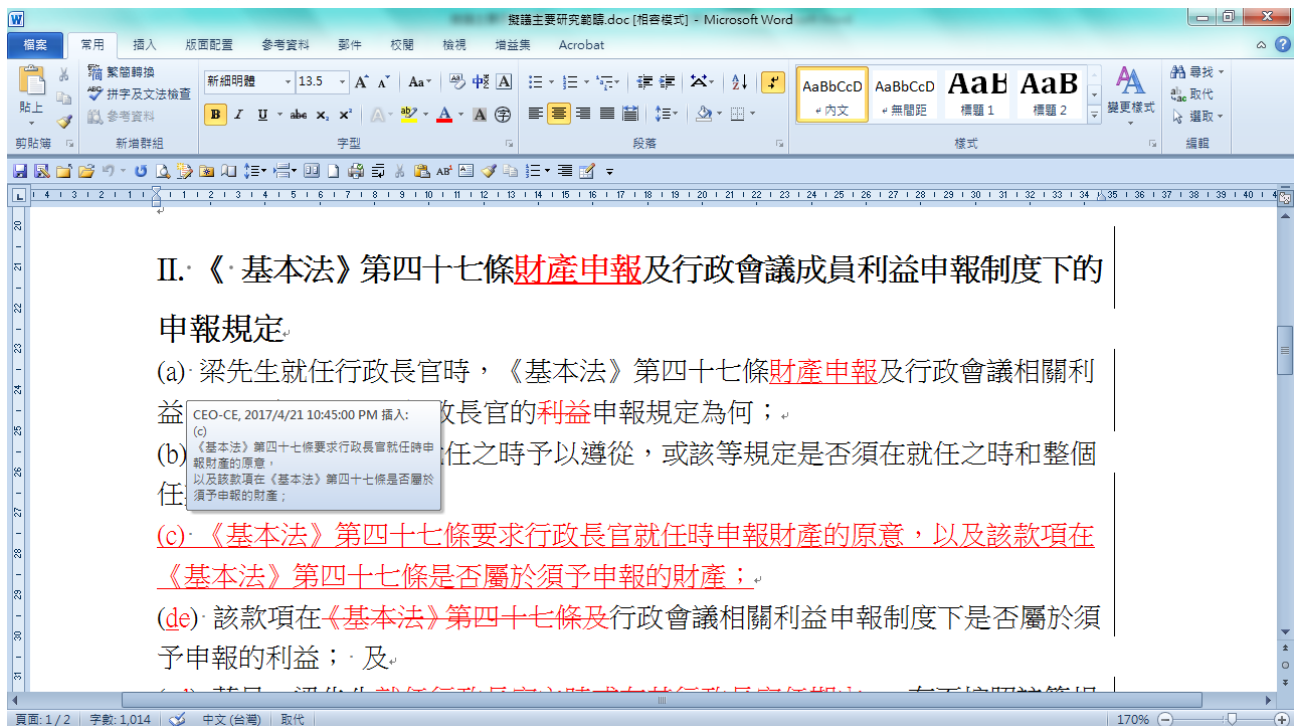 擬議主要研究範疇.doc [相容模式] - Microsoft Word
檔案 常用 插入 版面配置 參考資料 郵件 校閱 檢視 增益集 Acrobat
貼上
繁簡轉換
拼字及文法檢查
參考資料
新細明體 13.5
AaBbCcD AaBbCcD AaB AaB
內文 無間距 標題 1 標題 2
變更樣式
尋找
取代
選取
剪貼簿 新增群組 字型 段落 樣式 編輯
II. 《 基本法》第四十七條財產申報及行政會議成員利益申報制度下的
申報規定
(a) 梁先生就任行政長官時，《基本法》第四十七條財產申報及行政會議相關利
益
政長官的利益申報規定為何；
CEO-CE, 2017/4/21 10:45:00 PM 插入:
(c)
《基本法》第四十七條要求行政長官就任時申
報財產的原意，
以及該款項在《基本法》第四十七條是否屬於
須予申報的財產；
(b)
任之時予以遵從，或該等規定是否須在就任之時和整個
任
(c) 《基本法》第四十七條要求行政長官就任時申報財產的原意，以及該款項在
《基本法》第四十七條是否屬於須予申報的財產；
(de) 該款項在《基本法》第四十七條及行政會議相關利益申報制度下是否屬於須
予申報的利益； 及
頁面: 1 / 2 字數: 1,014 中文 (台灣) 取代 170%